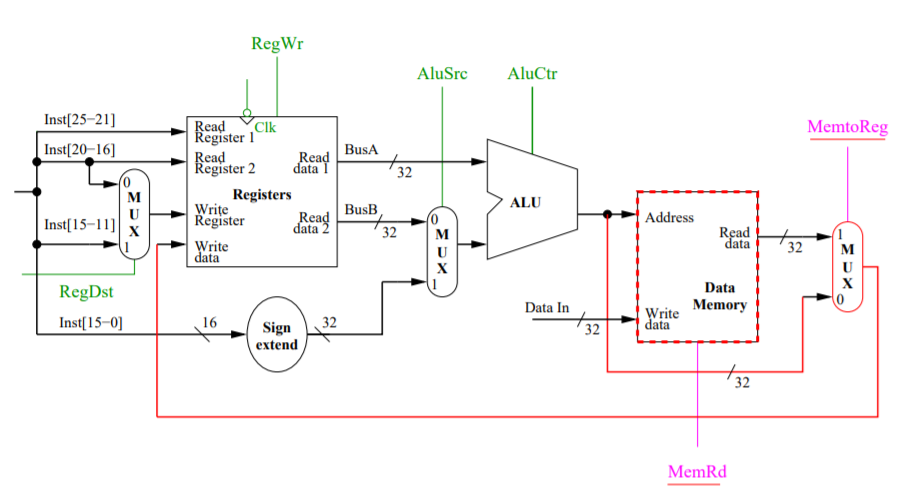 RegWr
AluSrc
AluCtr
MemtoReg
Inst[25−21]
Inst[20−16]
Inst[15−11]
Inst[15−0]
RegDst
0
M
U
X
1
Clk
Read
Register 1
Read
Register 2
Read
data 1
Registers
Write
Register
Read
data 2
Write
data
BusA
32
BusB
32
16
Sign
extend
32
0
M
U
X
1
ALU
Data In
32
Address
Read
data
Data
Memory
Write
data
32
32
1
M
U
X
0
MemRd